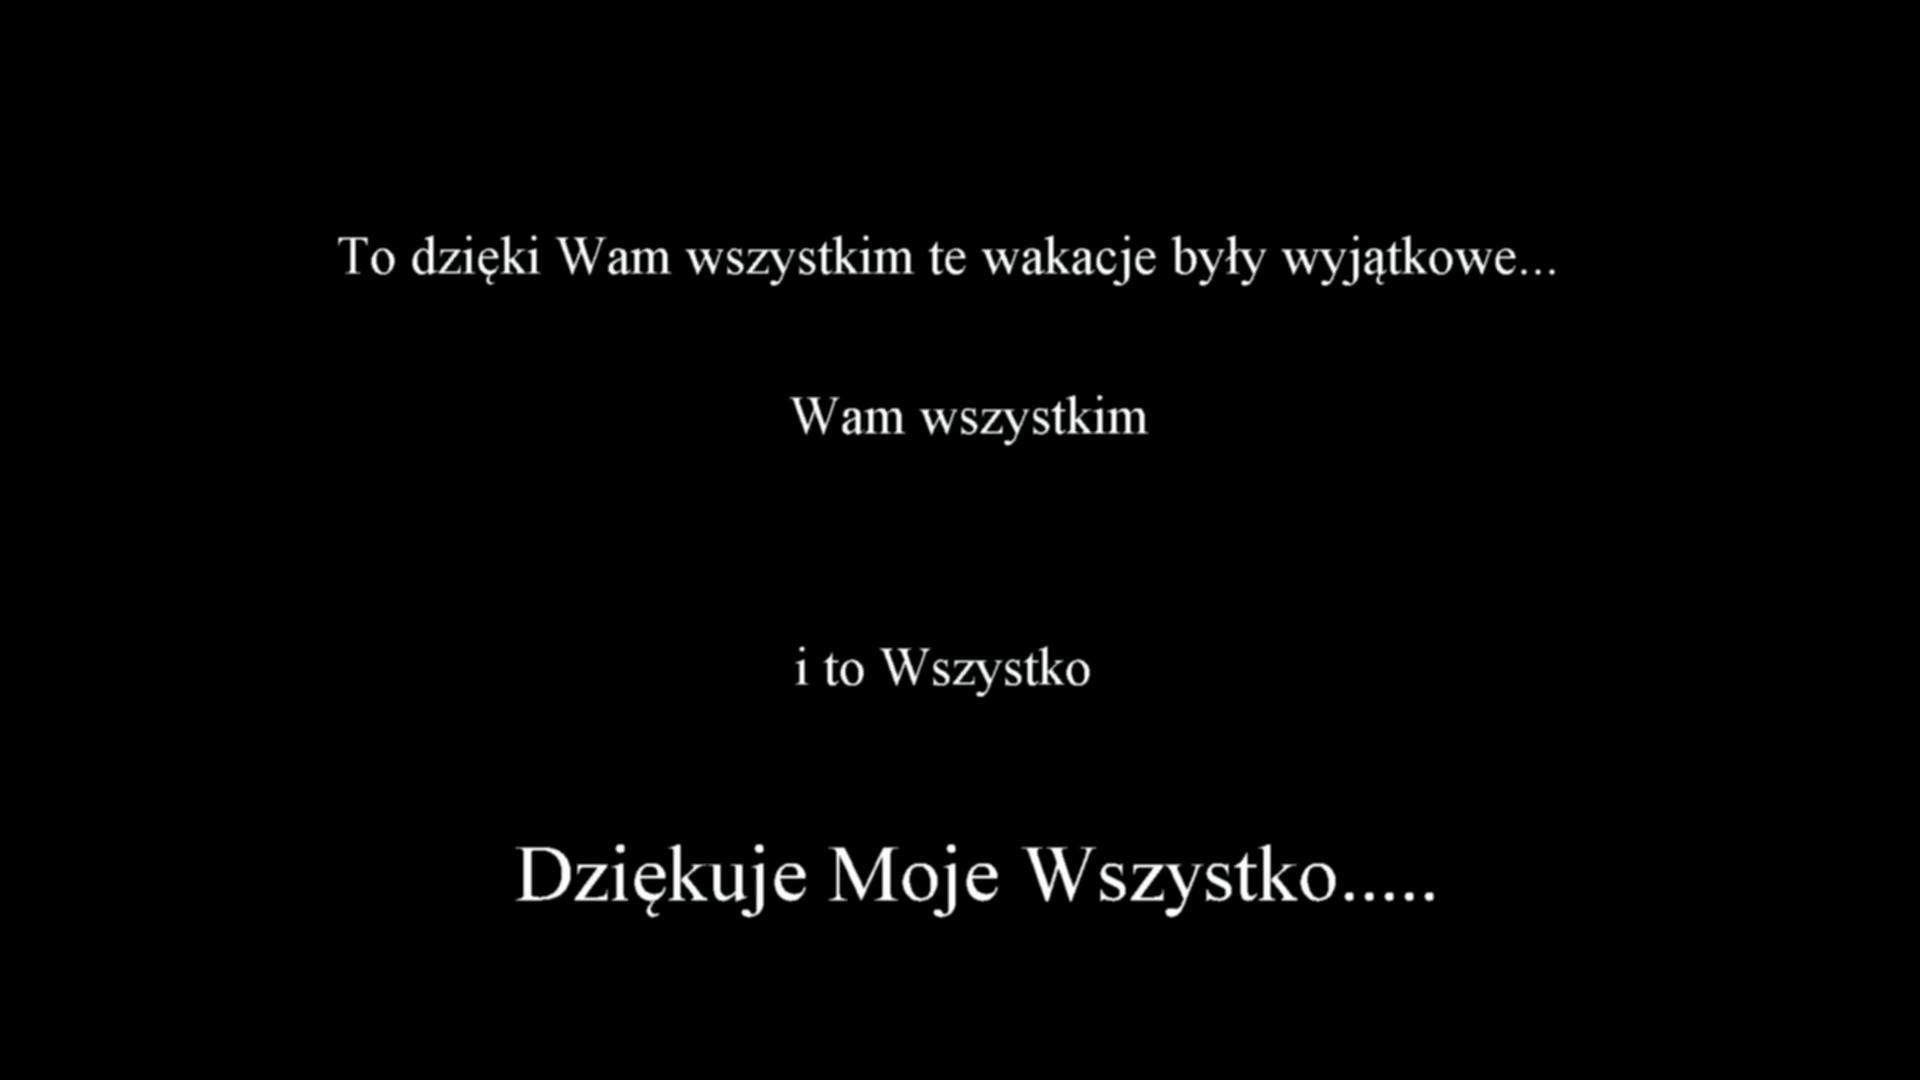 To dzięki Wam wszystkim te wakacje były wyjątkowe...
Wam wszystkim
i to Wszystko
Dziękuje Moje Wszystko.....